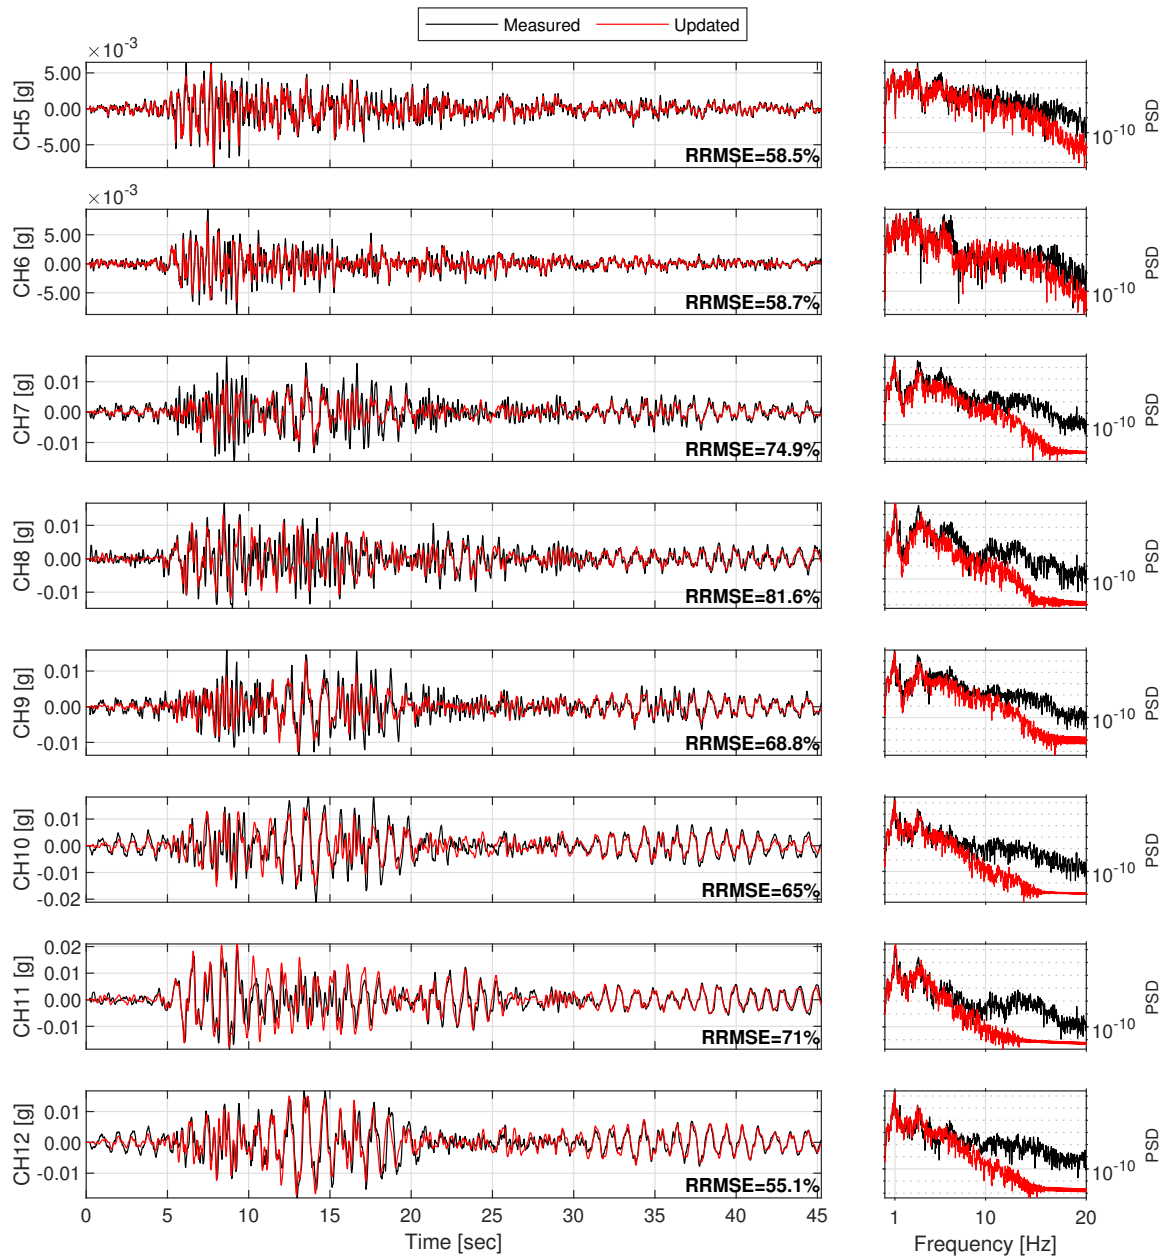 Measured Updated
×10-3
CH5 [g] 5.00 0.00 -5.00 RRMSE=58.5% 10-10 PSD
×10-3
CH6 [g] 5.00 0.00 -5.00 RRMSE=58.7% 10-10 PSD
CH7 [g] 0.01 0.00 -0.01 RRMSE=74.9% 10-10 PSD
CH8 [g] 0.01 0.00 -0.01 RRMSE=81.6% 10-10 PSD
CH9 [g] 0.01 0.00 -0.01 RRMSE=68.8% 10-10 PSD
CH10 [g] 0.01 0.00 -0.01 -0.02 RRMSE=65% 10-10 PSD
CH11 [g] 0.02 0.01 0.00 -0.01 RRMSE=71% 10-10 PSD
CH12 [g] 0.01 0.00 -0.01 RRMSE=55.1% 10-10 PSD
0 5 10 15 20 25 30 35 40 45 1 10 20
Time [sec] Frequency [Hz]